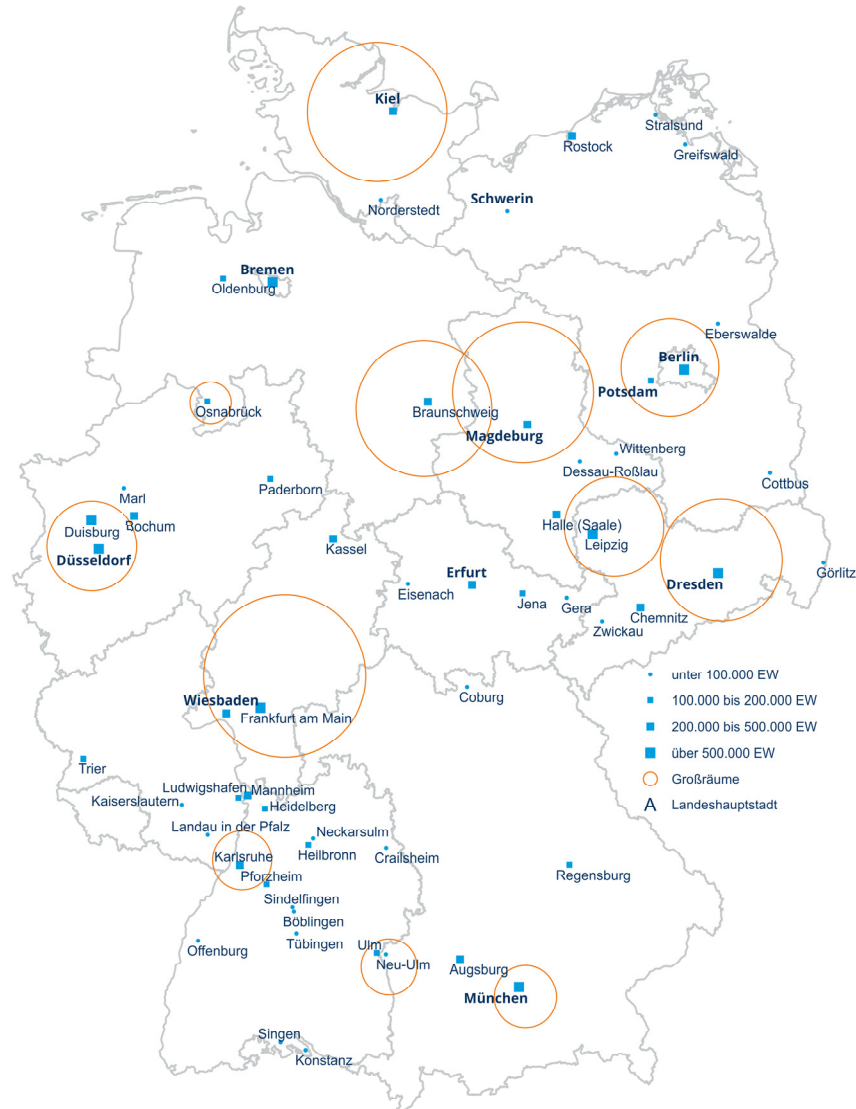 Kiel
Stralsund
Rostock
Greifswald
Schwerin
Norderstedt
Bremen
Oldenburg
Eberswalde
Berlin
Potsdam
Osnabrück
Braunschweig
Magdeburg
Wittenberg
Dessau-Roßlau
Cottbus
Paderborn
Marl
Bochum
Duisburg
Düsseldorf
Halle (Saale)
Leipzig
Kassel
Erfurt
Eisenach
Jena
Gera
Görlitz
Dresden
Chemnitz
Zwickau
Coburg
Wiesbaden
Frankfurt am Main
unter 100.000 EW
100.000 bis 200.000 EW
200.000 bis 500.000 EW
über 500.000 EW
Großräume
A Landeshauptstadt
Trier
Ludwigshafen
Mannheim
Kaiserslautern
Heidelberg
Landau in der Pfalz
Neckarsulm
Heilbronn
Crailsheim
Karlsruhe
Pforzheim
Regensburg
Sindelfingen
Böblingen
Tübingen
Offenburg
Ulm
Neu-Ulm
Augsburg
München
Singen
Konstanz